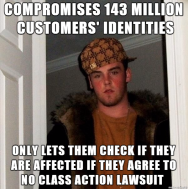 COMPROMISES 143 MILLION
CUSTOMERS' IDENTITIES
ONLY LETS THEM CHECK IF THEY
ARE AFFECTED IF THEY AGREE TO
NO CLASS ACTION LAWSUIT